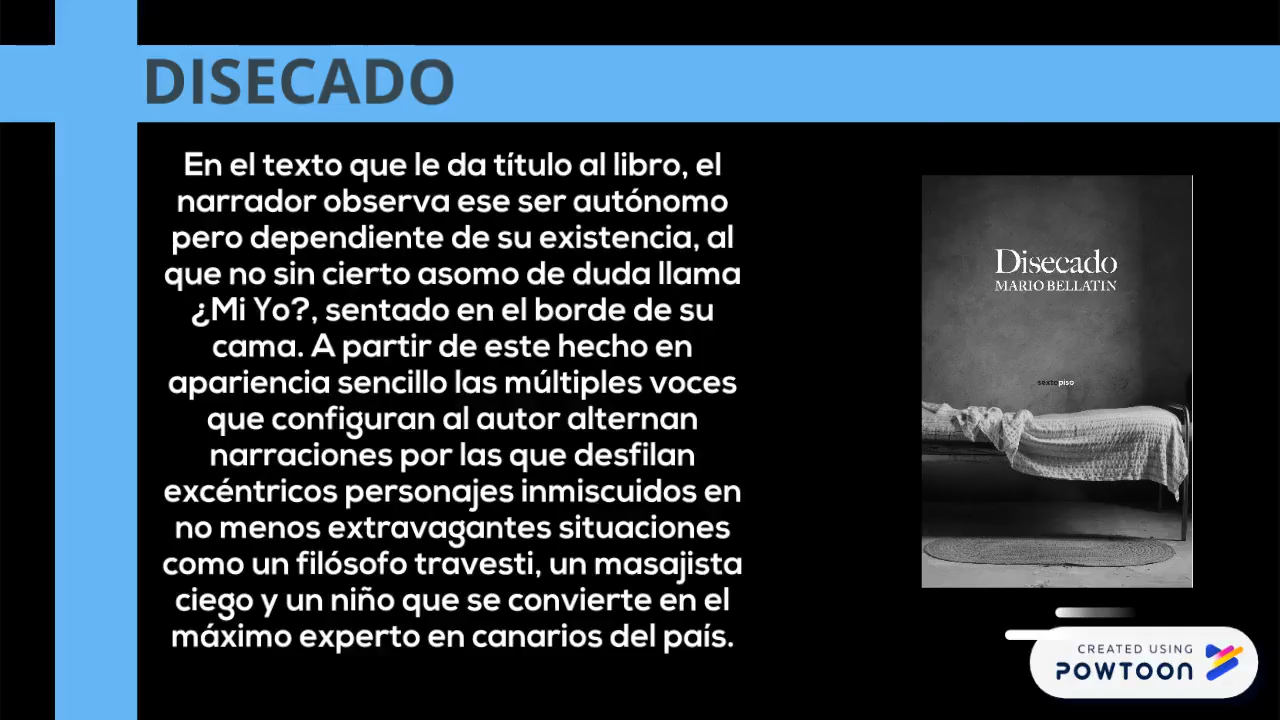 DISECADO
En el texto que le da título al libro, el
narrador observa ese ser autónomo
pero dependiente de su existencia, al
que no sin cierto asomo de duda llama
¿Mi Yo?, sentado en el borde de su
cama. A partir de este hecho en
apariencia sencillo las múltiples voces
que configuran al autor alternan
narraciones por las que desfilan
excéntricos personajes inmiscuidos en
no menos extravagantes situaciones
como un filósofo travesti, un masajista
ciego y un niño que se convierte en el
máximo experto en canarios del país.
Disecado
MARIO BELLATIN
sextopiso
CREATED USING
POWTOON